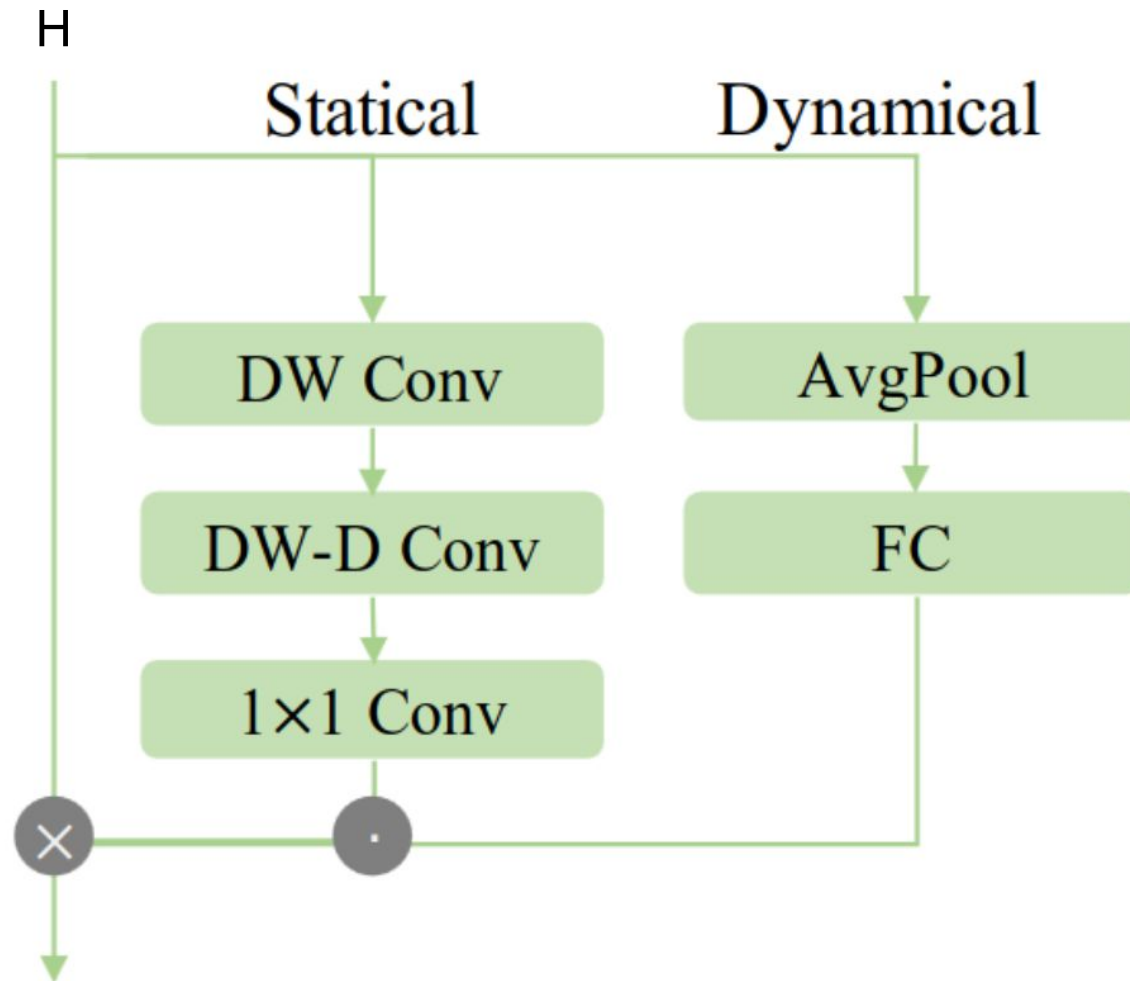 H
Statical
Dynamical
DW Conv
AvgPool
DW-D Conv
FC
1×1 Conv
×
·